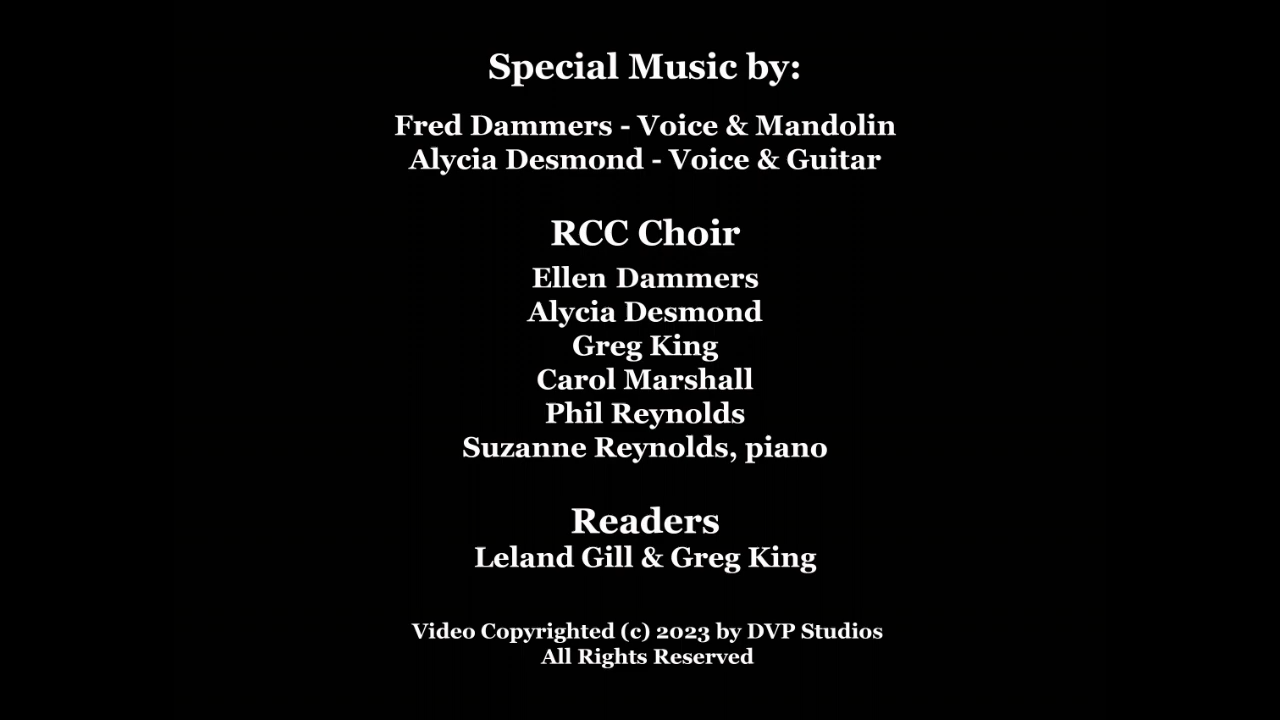 Special Music by:
Fred Dammers - Voice & Mandolin
Alycia Desmond - Voice & Guitar
RCC Choir
Ellen Dammers
Alycia Desmond
Greg King
Carol Marshall
Phil Reynolds
Suzanne Reynolds, piano
Readers
Leland Gill & Greg King
Video Copyrighted (c) 2023 by DVP Studios
All Rights Reserved